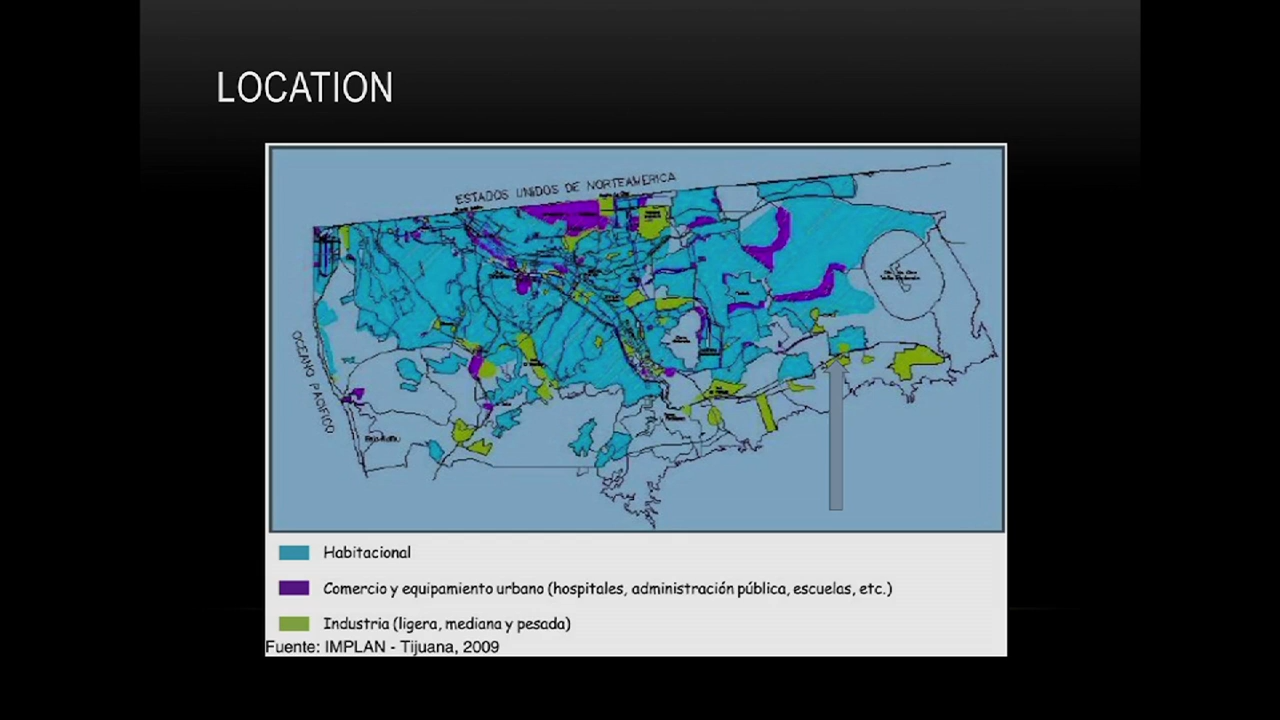 LOCATION
ESTADOS UNIDOS DE NORTEAMERICA
OCEANO PACIFICO
Habitacional
Comercio y equipamiento urbano (hospitales, administración pública, escuelas, etc.)
Industria (ligera, mediana y pesada)
Fuente: IMPLAN - Tijuana, 2009